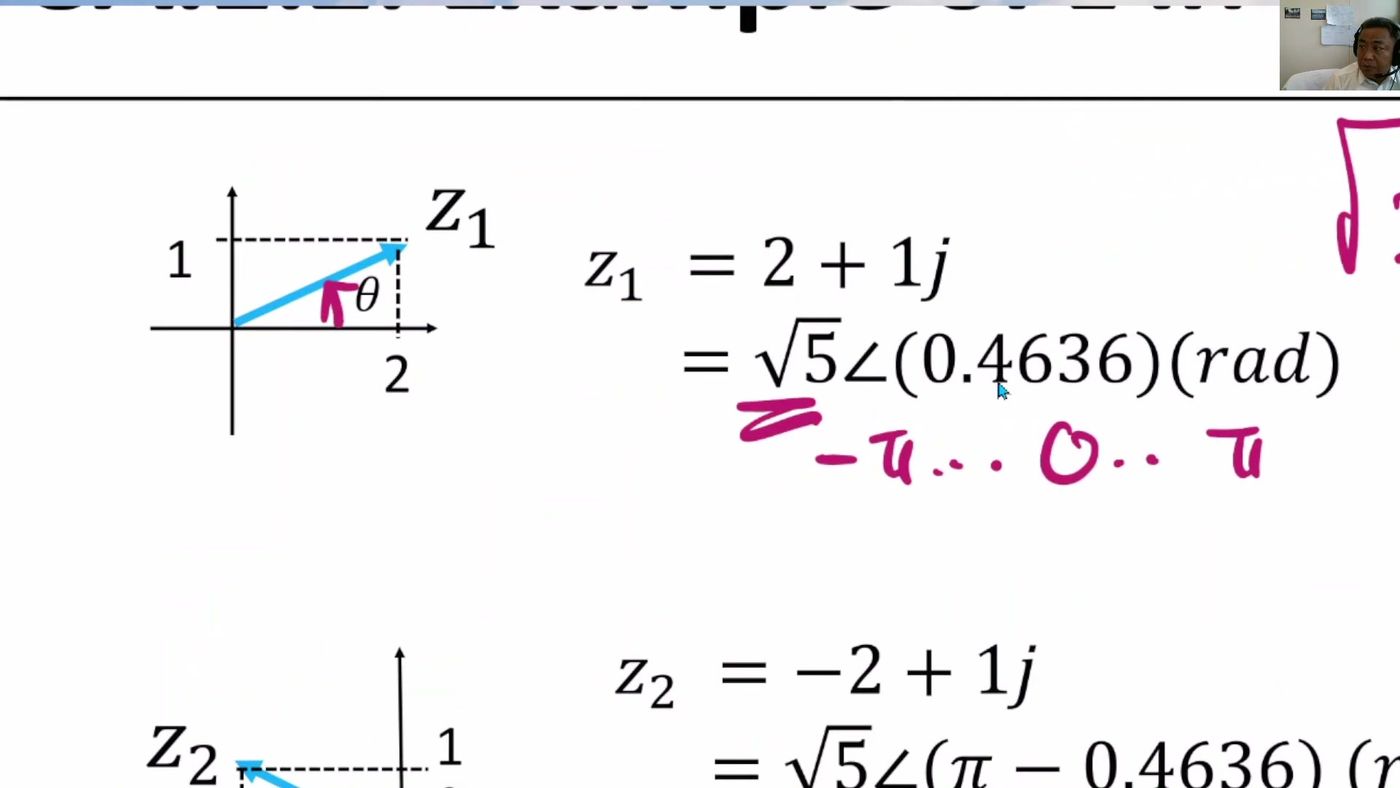 z₁
1
θ
2
z₁ = 2 + 1j
= √5∠(0.4636)(rad)
-π... 0.. π
z₂ = −2 + 1j
z₂
1
= √5∠(π − 0.4636)